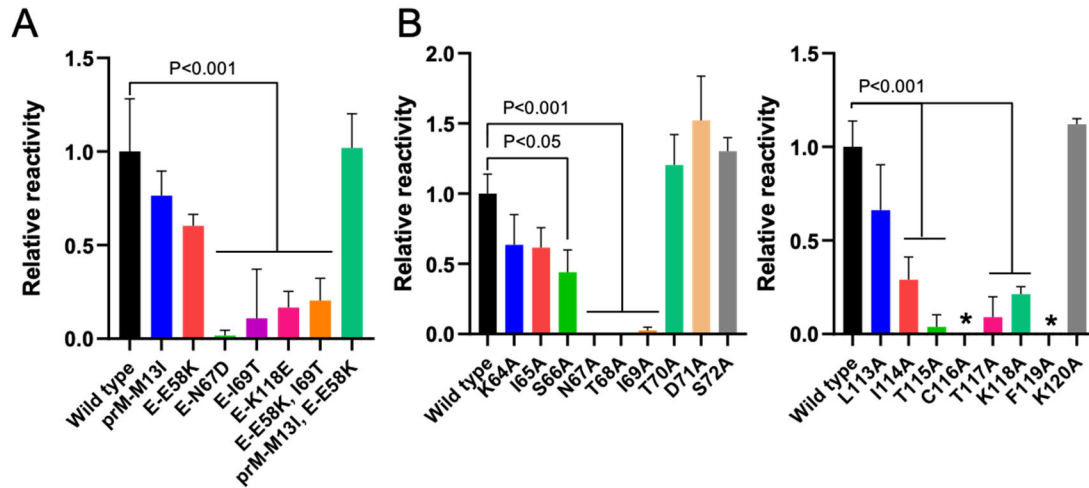 A
B
Relative reactivity
1.5
1.0
0.5
0.0
P<0.001
Wild type
prM-M13I
E-E58K
E-N67D
E-I69T
E-K118E
E-E58K, I69T
prM-M13I, E-E58K
Relative reactivity
2.0
1.5
1.0
0.5
0.0
P<0.001
P<0.05
Wild type
K64A
I65A
S66A
N67A
T68A
I69A
T70A
D71A
S72A
Relative reactivity
1.5
1.0
0.5
0.0
P<0.001
*
*
Wild type
L113A
I114A
T115A
C116A
T117A
K118A
F119A
K120A